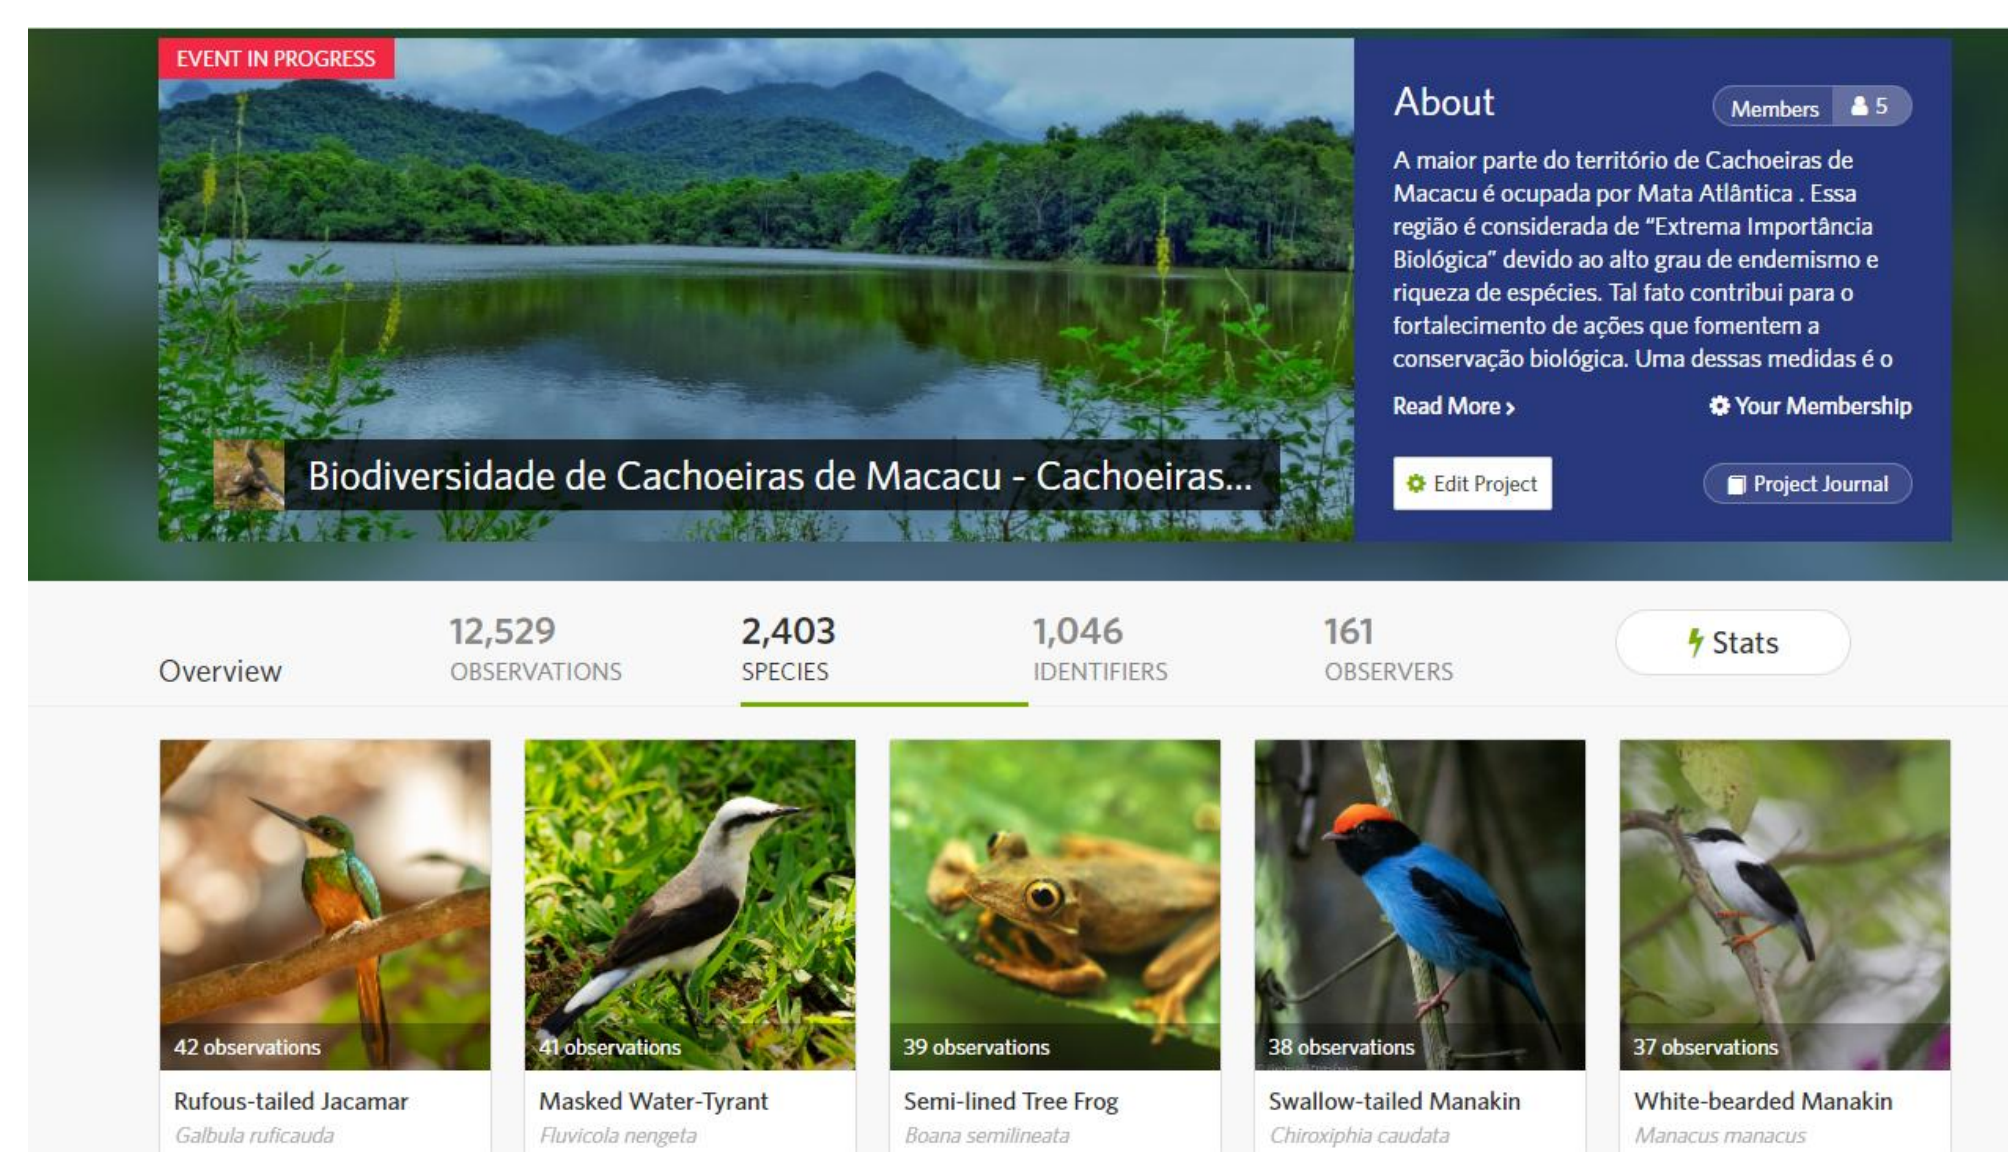 EVENT IN PROGRESS
About
Members 5
A maior parte do território de Cachoeiras de
Macacu é ocupada por Mata Atlântica . Essa
região é considerada de “Extrema Importância
Biológica” devido ao alto grau de endemismo e
riqueza de espécies. Tal fato contribui para o
fortalecimento de ações que fomentem a
conservação biológica. Uma dessas medidas é o
Read More ›
Your Membership
Biodiversidade de Cachoeiras de Macacu - Cachoeiras...
Edit Project
Project Journal
Overview
12,529
OBSERVATIONS
2,403
SPECIES
1,046
IDENTIFIERS
161
OBSERVERS
Stats
42 observations
Rufous-tailed Jacamar
Galbula ruficauda
41 observations
Masked Water-Tyrant
Fluvicola nengeta
39 observations
Semi-lined Tree Frog
Boana semilineata
38 observations
Swallow-tailed Manakin
Chiroxiphia caudata
37 observations
White-bearded Manakin
Manacus manacus